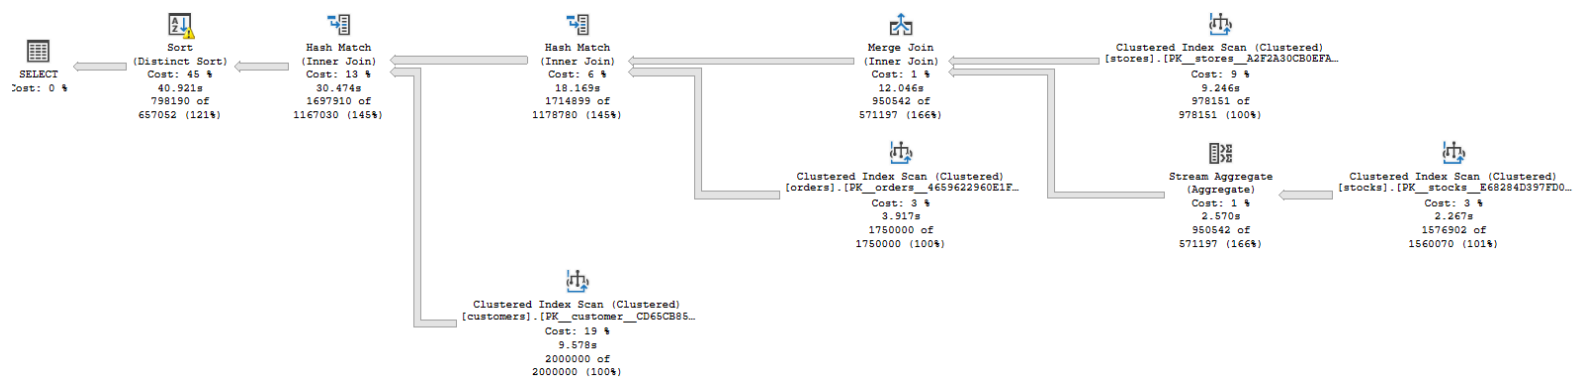 SELECT
Cost: 0 %
Sort
(Distinct Sort)
Cost: 45 %
40.921s
798190 of
657052 (121%)
Hash Match
(Inner Join)
Cost: 13 %
30.474s
1697910 of
1167030 (145%)
Hash Match
(Inner Join)
Cost: 6 %
18.169s
1714899 of
1178780 (145%)
Merge Join
(Inner Join)
Cost: 1 %
12.046s
950542 of
571197 (166%)
Clustered Index Scan (Clustered)
[stores].[PK__stores__A2F2A30CB0EFA…
Cost: 9 %
9.246s
978151 of
978151 (100%)
Clustered Index Scan (Clustered)
[orders].[PK__orders__4659622960E1F…
Cost: 3 %
3.917s
1750000 of
1750000 (100%)
Stream Aggregate
(Aggregate)
Cost: 1 %
2.570s
950542 of
571197 (166%)
Clustered Index Scan (Clustered)
[stocks].[PK__stocks__E68284D397FD0…
Cost: 3 %
2.267s
1576902 of
1560070 (101%)
Clustered Index Scan (Clustered)
[customers].[PK__customer__CD65CB85…
Cost: 19 %
9.578s
2000000 of
2000000 (100%)